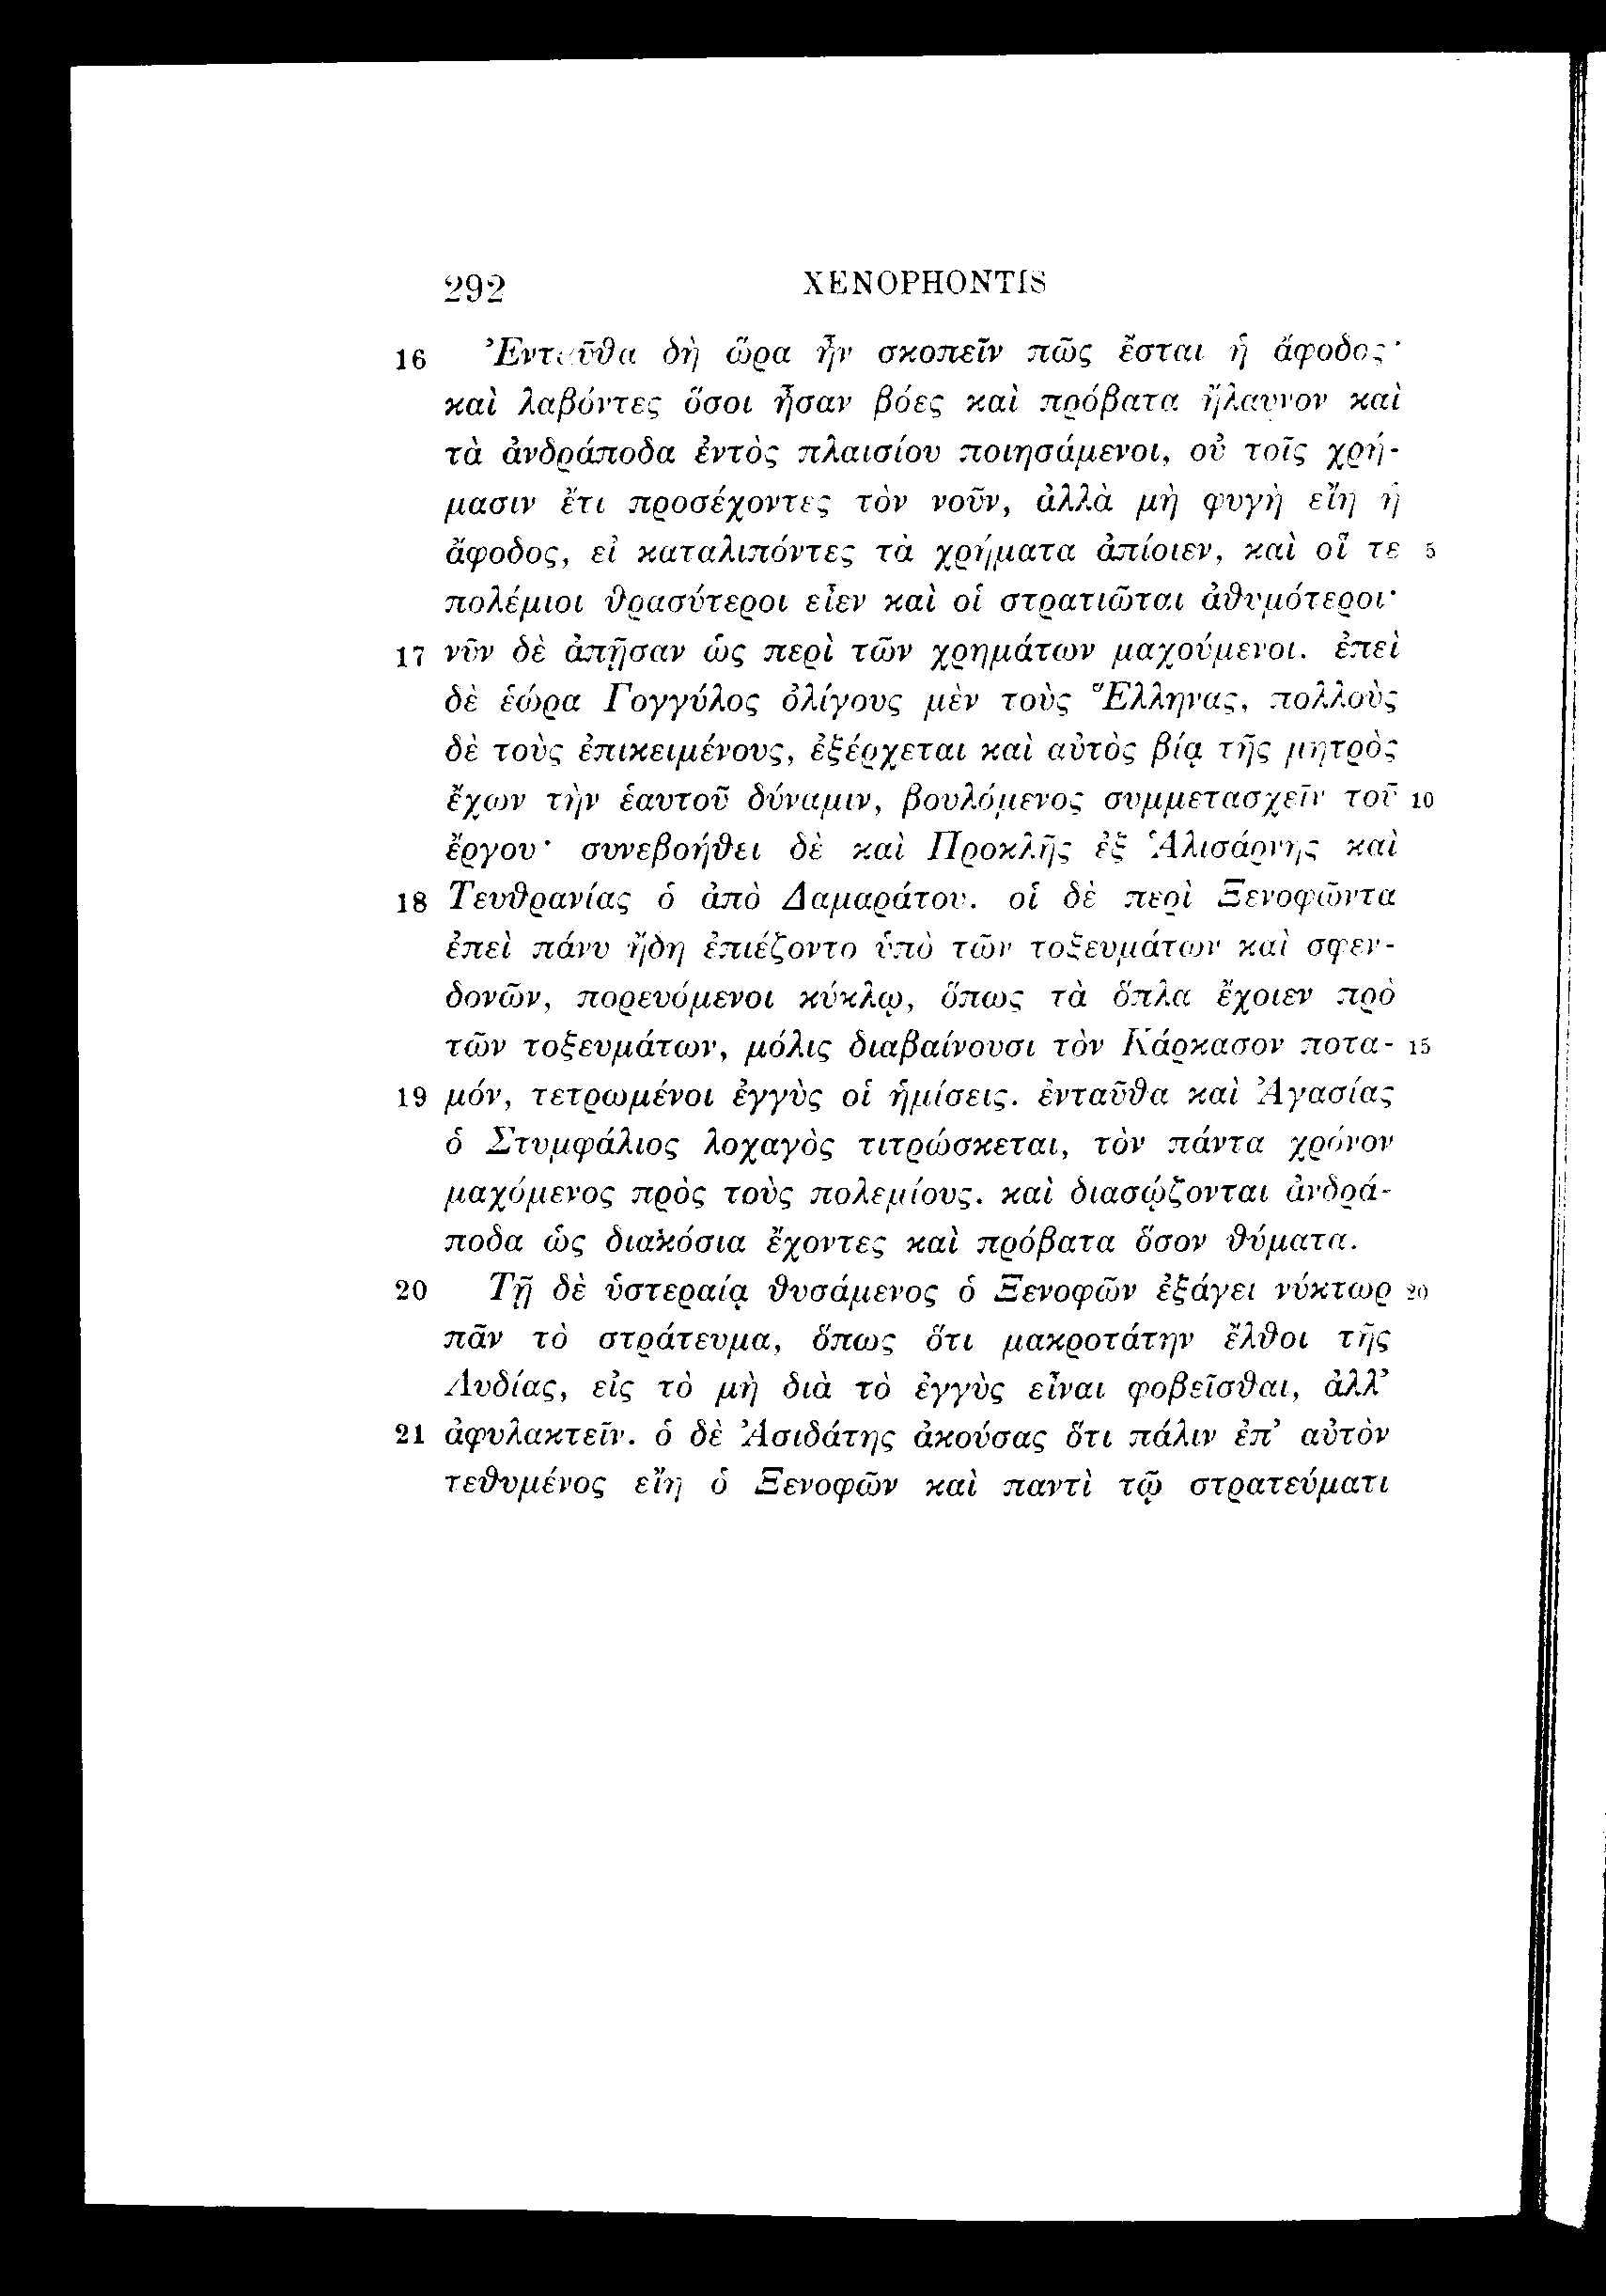 292 XENOPHONTIS
16 Ἐνταῦθα δὴ ὥρα ἦν σκοπεῖν πῶς ἔσται ἡ ἄφοδος·
καὶ λαβόντες ὅσοι ἦσαν βόες καὶ πρόβατα ἤλαυνον καὶ
τὰ ἀνδράποδα ἐντὸς πλαισίου ποιησάμενοι, οὐ τοῖς χρή-
μασιν ἔτι προσέχοντες τὸν νοῦν, ἀλλὰ μὴ φυγὴ εἴη ἡ
ἄφοδος, εἰ καταλιπόντες τὰ χρήματα ἀπίοιεν, καὶ οἵ τε 5
πολέμιοι θρασύτεροι εἶεν καὶ οἱ στρατιῶται ἀθυμότεροι·
17 νῦν δὲ ἀπῇσαν ὡς περὶ τῶν χρημάτων μαχούμενοι. ἐπεὶ
δὲ ἑώρα Γογγύλος ὀλίγους μὲν τοὺς Ἕλληνας, πολλοὺς
δὲ τοὺς ἐπικειμένους, ἐξέρχεται καὶ αὐτὸς βίᾳ τῆς μητρὸς
ἔχων τὴν ἑαυτοῦ δύναμιν, βουλόμενος συμμετασχεῖν τοῦ 10
ἔργου· συνεβοήθει δὲ καὶ Προκλῆς ἐξ Ἁλισάρνης καὶ
18 Τευθρανίας ὁ ἀπὸ Δαμαράτου. οἱ δὲ περὶ Ξενοφῶντα
ἐπεὶ πάνυ ἤδη ἐπιέζοντο ὑπὸ τῶν τοξευμάτων καὶ σφεν-
δονῶν, πορευόμενοι κύκλῳ, ὅπως τὰ ὅπλα ἔχοιεν πρὸ
τῶν τοξευμάτων, μόλις διαβαίνουσι τὸν Κάρκασον ποτα- 15
19 μόν, τετρωμένοι ἐγγὺς οἱ ἡμίσεις. ἐνταῦθα καὶ Ἀγασίας
ὁ Στυμφάλιος λοχαγὸς τιτρώσκεται, τὸν πάντα χρόνον
μαχόμενος πρὸς τοὺς πολεμίους. καὶ διασῴζονται ἀνδρά-
ποδα ὡς διακόσια ἔχοντες καὶ πρόβατα ὅσον θύματα.
20 Τῇ δὲ ὑστεραίᾳ θυσάμενος ὁ Ξενοφῶν ἐξάγει νύκτωρ 20
πᾶν τὸ στράτευμα, ὅπως ὅτι μακροτάτην ἔλθοι τῆς
Λυδίας, εἰς τὸ μὴ διὰ τὸ ἐγγὺς εἶναι φοβεῖσθαι, ἀλλ᾽
21 ἀφυλακτεῖν. ὁ δὲ Ἀσιδάτης ἀκούσας ὅτι πάλιν ἐπ᾽ αὐτὸν
τεθυμένος εἴη ὁ Ξενοφῶν καὶ παντὶ τῷ στρατεύματι